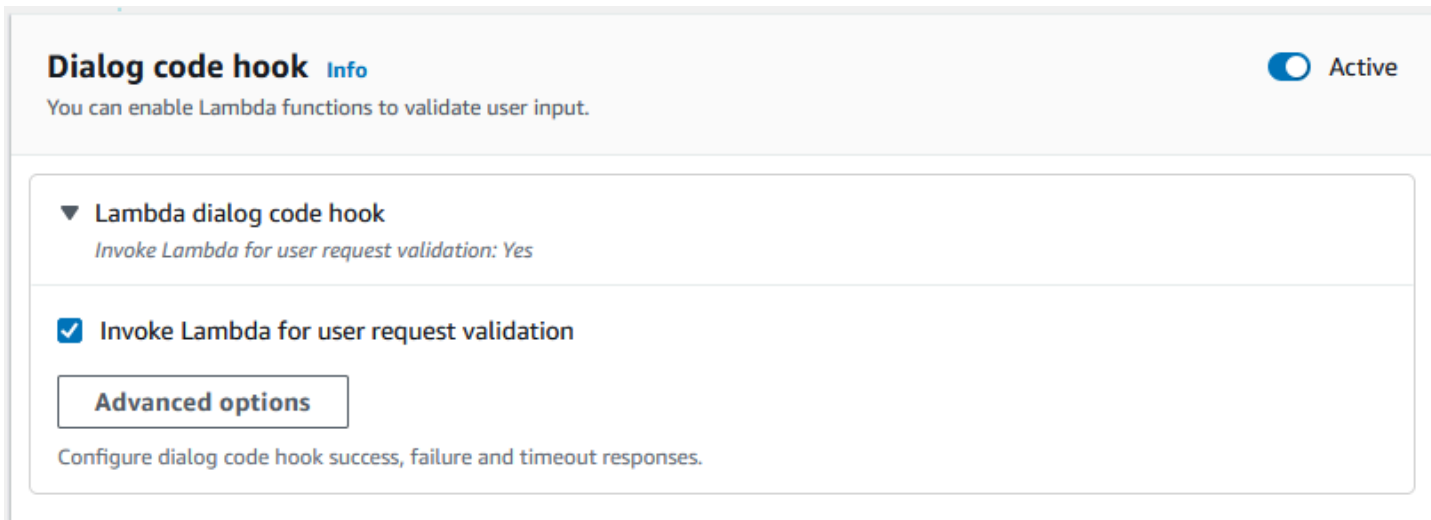 Dialog code hook Info
Active
You can enable Lambda functions to validate user input.
Lambda dialog code hook
Invoke Lambda for user request validation: Yes
Invoke Lambda for user request validation
Advanced options
Configure dialog code hook success, failure and timeout responses.